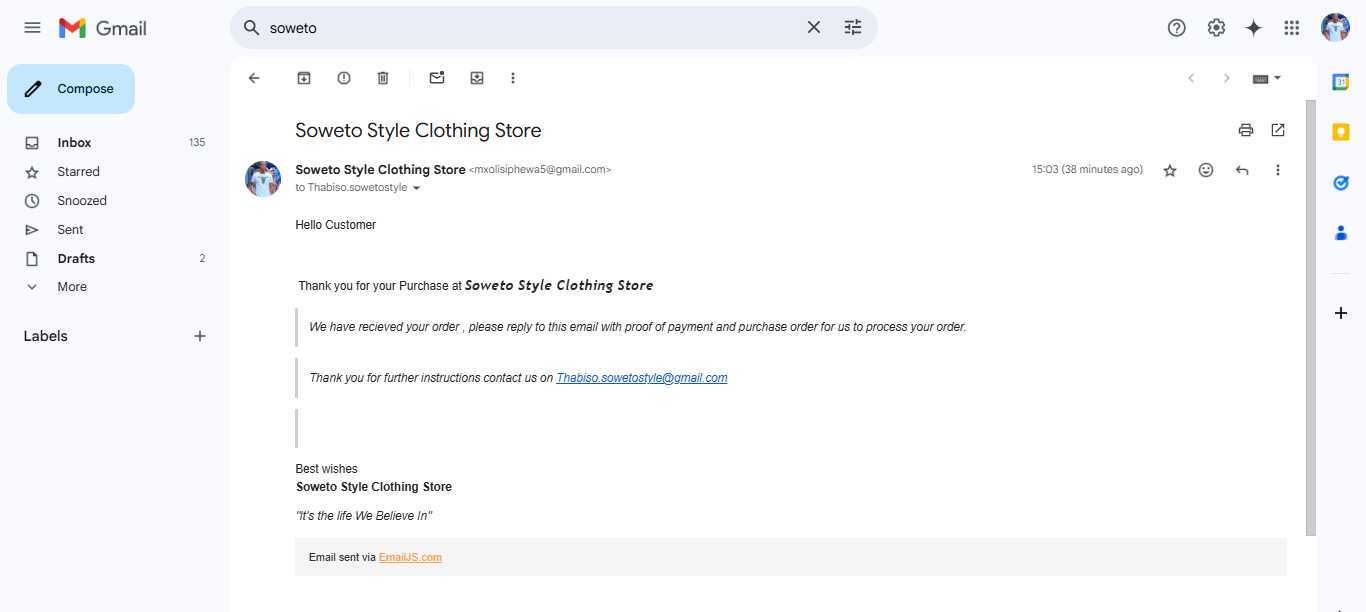 Gmail
soweto
Compose
Inbox 135
Starred
Snoozed
Sent
Drafts 2
More
Labels
31
Soweto Style Clothing Store
Soweto Style Clothing Store <mxolisiphewa5@gmail.com> 15:03 (38 minutes ago)
to Thabiso.sowetostyle
Hello Customer
Thank you for your Purchase at Soweto Style Clothing Store
We have recieved your order , please reply to this email with proof of payment and purchase order for us to process your order.
Thank you for further instructions contact us on Thabiso.sowetostyle@gmail.com
Best wishes
Soweto Style Clothing Store
"It's the life We Believe In"
Email sent via EmailJS.com